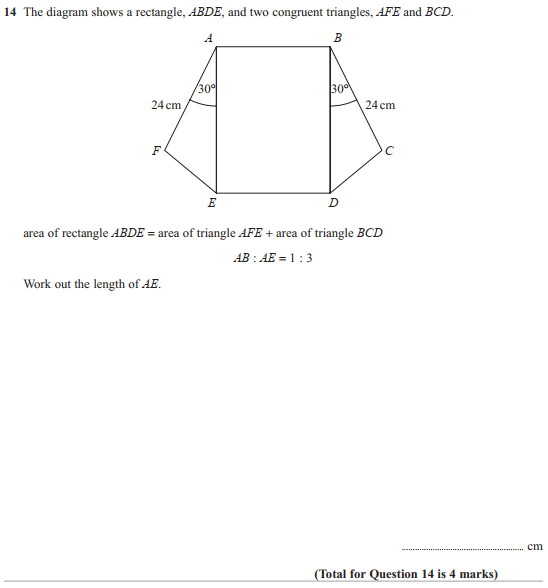 14 The diagram shows a rectangle, ABDE, and two congruent triangles, AFE and BCD.
A B
30° 30°
24 cm 24 cm
F C
E D
area of rectangle ABDE = area of triangle AFE + area of triangle BCD
AB : AE = 1 : 3
Work out the length of AE.
cm
(Total for Question 14 is 4 marks)